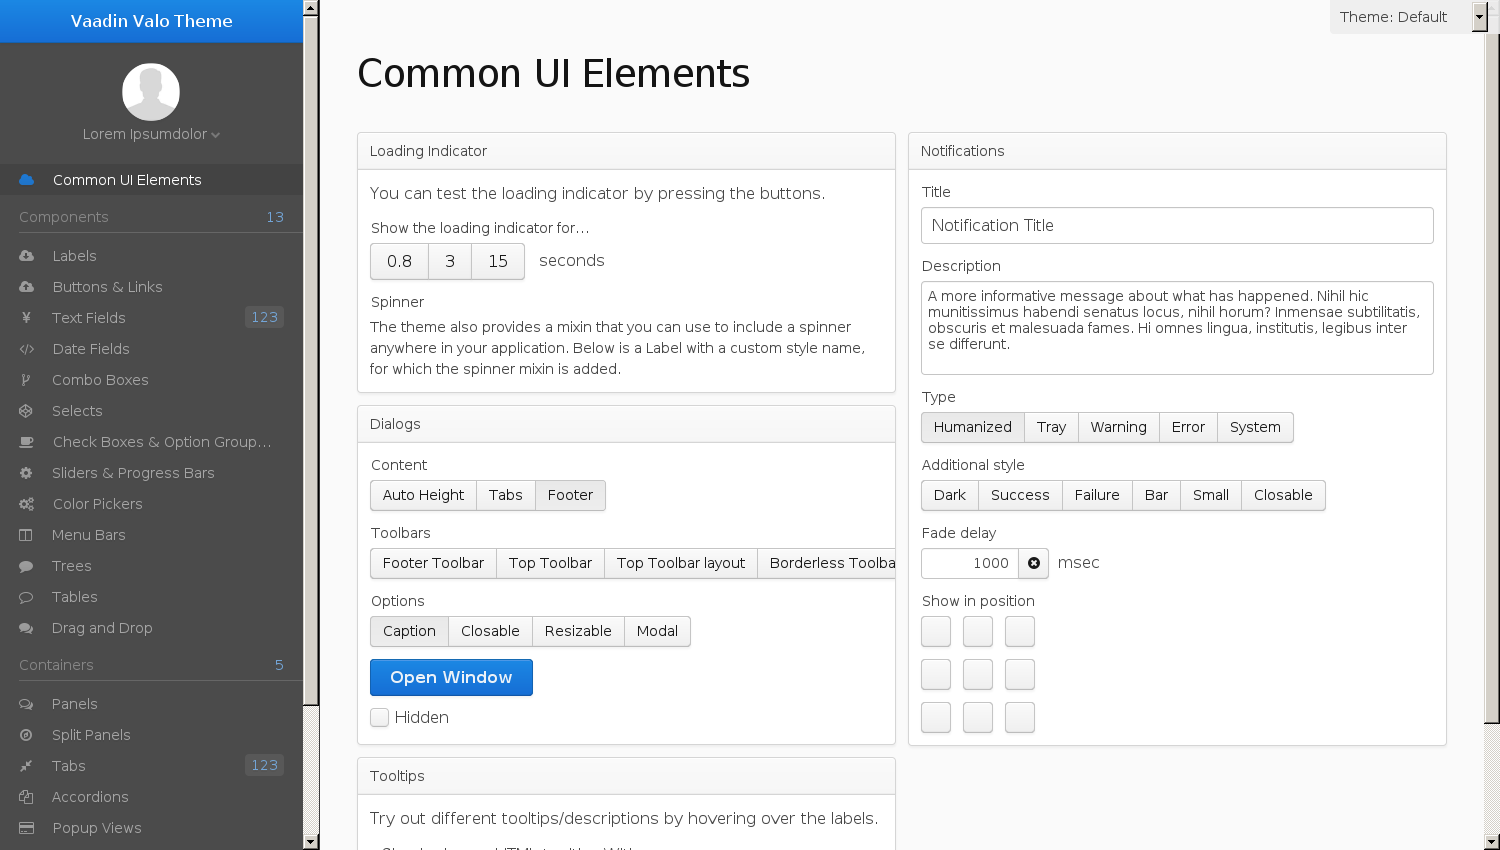 Vaadin Valo Theme
Lorem Ipsumdolor
Common UI Elements
Components 13
Labels
Buttons & Links
Text Fields 123
Date Fields
Combo Boxes
Selects
Check Boxes & Option Group…
Sliders & Progress Bars
Color Pickers
Menu Bars
Trees
Tables
Drag and Drop
Containers 5
Panels
Split Panels
Tabs 123
Accordions
Popup Views
Theme: Default
Common UI Elements
Loading Indicator
You can test the loading indicator by pressing the buttons.
Show the loading indicator for…
0.8 3 15 seconds
Spinner
The theme also provides a mixin that you can use to include a spinner
anywhere in your application. Below is a Label with a custom style name,
for which the spinner mixin is added.
Dialogs
Content
Auto Height Tabs Footer
Toolbars
Footer Toolbar Top Toolbar Top Toolbar layout Borderless Toolba
Options
Caption Closable Resizable Modal
Open Window
Hidden
Tooltips
Try out different tooltips/descriptions by hovering over the labels.
Notifications
Title
Notification Title
Description
A more informative message about what has happened. Nihil hic
munitissimus habendi senatus locus, nihil horum? Inmensae subtilitatis,
obscuris et malesuada fames. Hi omnes lingua, institutis, legibus inter
se differunt.
Type
Humanized Tray Warning Error System
Additional style
Dark Success Failure Bar Small Closable
Fade delay
1000 msec
Show in position